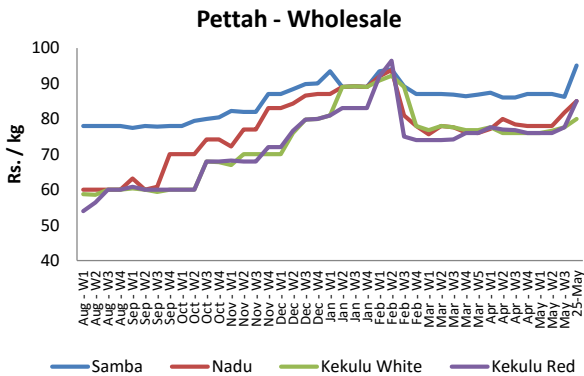 Pettah - Wholesale
100
90
80
70
60
50
40
Rs. / kg
Aug - W1
Aug - W2
Aug - W3
Aug - W4
Sep - W1
Sep - W2
Sep - W3
Sep - W4
Oct - W1
Oct - W2
Oct - W3
Oct - W4
Nov - W1
Nov - W2
Nov - W3
Nov - W4
Dec - W1
Dec - W2
Dec - W3
Dec - W4
Jan - W1
Jan - W2
Jan - W3
Jan - W4
Feb - W1
Feb - W2
Feb - W3
Feb - W4
Mar - W1
Mar - W2
Mar - W3
Mar - W4
Mar - W5
Apr - W1
Apr - W2
Apr - W3
Apr - W4
May - W1
May - W2
May - W3
25-May
Samba
Nadu
Kekulu White
Kekulu Red